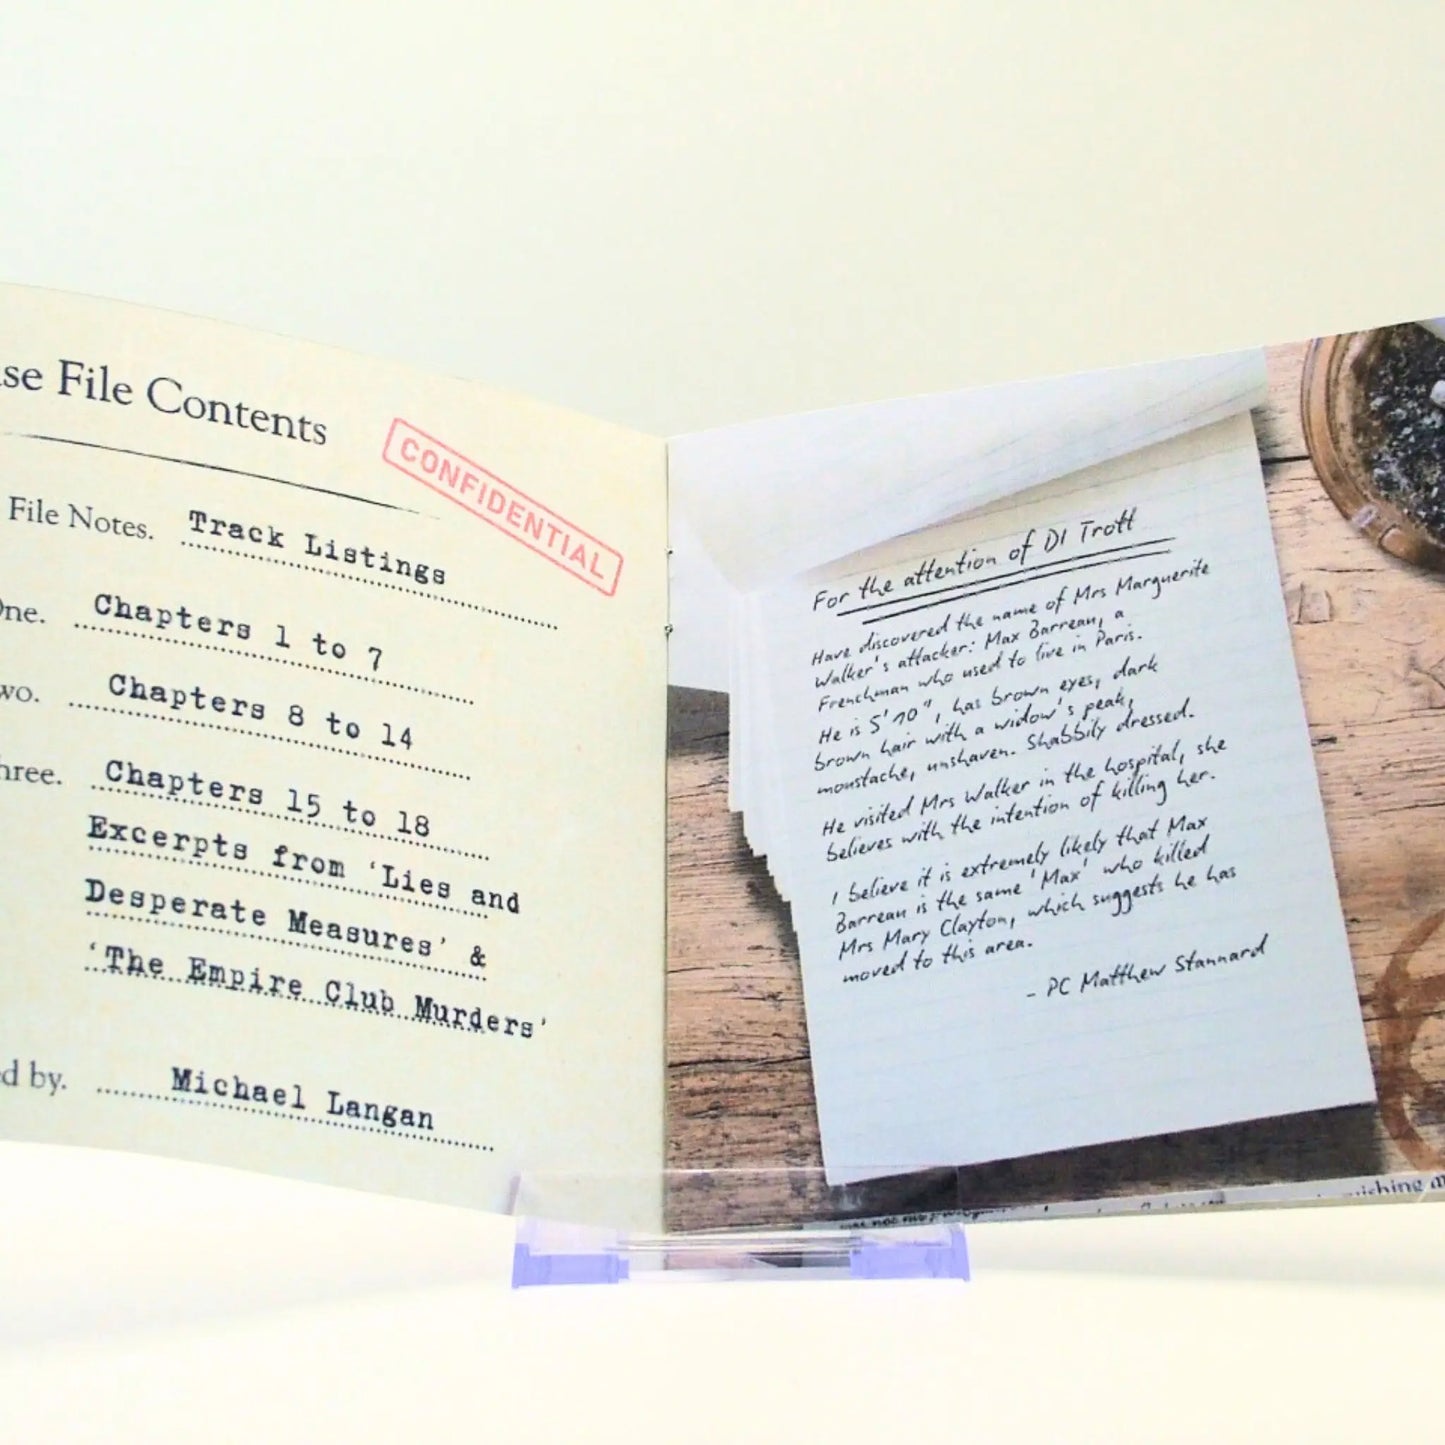 File Contents
CONFIDENTIAL
File Notes. Track Listings
One. Chapters 1 to 7
Chapters 8 to 14
Chapters 15 to 18
Excerpts from 'Lies and
Desperate Measures' &
'The Empire Club Murders'
by. Michael Langan
For the attention of DI Trott
Have discovered the name of Mrs Marguerite
Walker's attacker: Max Barreau, a
Frenchman who used to live in Paris.
He is 5'10", has brown eyes, dark
brown hair with a widow's peak,
moustache, unshaven. Shabbily dressed.
He visited Mrs Walker in the hospital, she
believes with the intention of killing her.
I believe it is extremely likely that Max
Barreau is the same 'Max' who killed
Mrs Mary Clayton, which suggests he has
moved to this area.
- PC Matthew Stannard